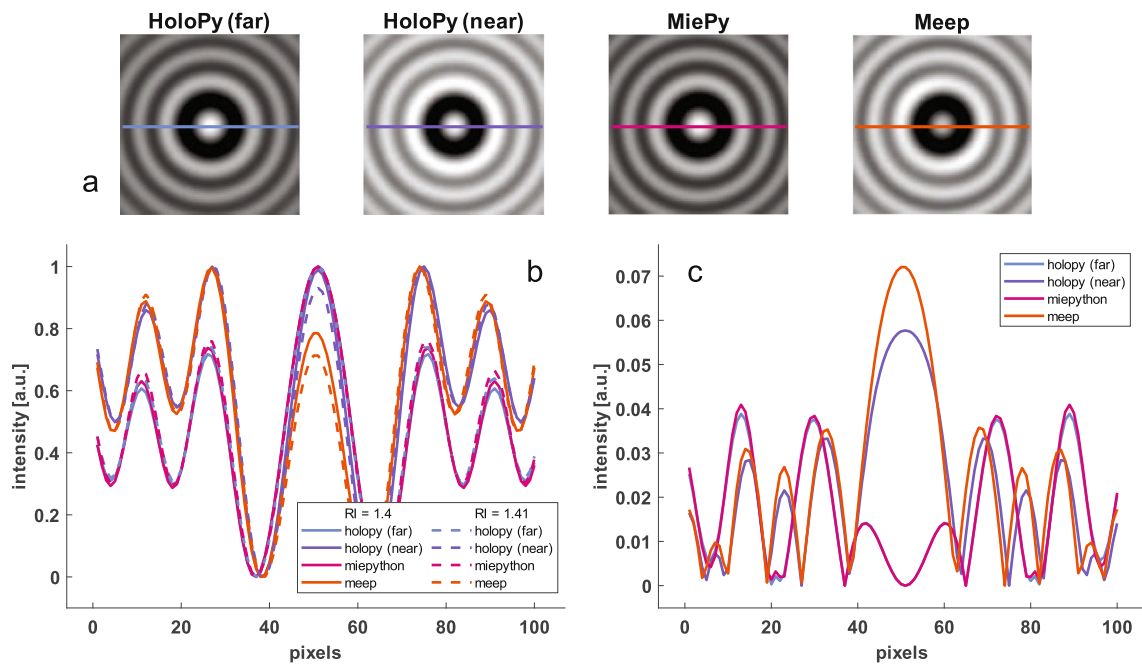 HoloPy (far) HoloPy (near) MiePy Meep
a
b
intensity [a.u.]
1
0.8
0.6
0.4
0.2
0
RI = 1.4 RI = 1.41
holopy (far) holopy (far)
holopy (near) holopy (near)
miepython miepython
meep meep
0 20 40 60 80 100
pixels
c
intensity [a.u.]
0.07
0.06
0.05
0.04
0.03
0.02
0.01
0
holopy (far)
holopy (near)
miepython
meep
0 20 40 60 80 100
pixels